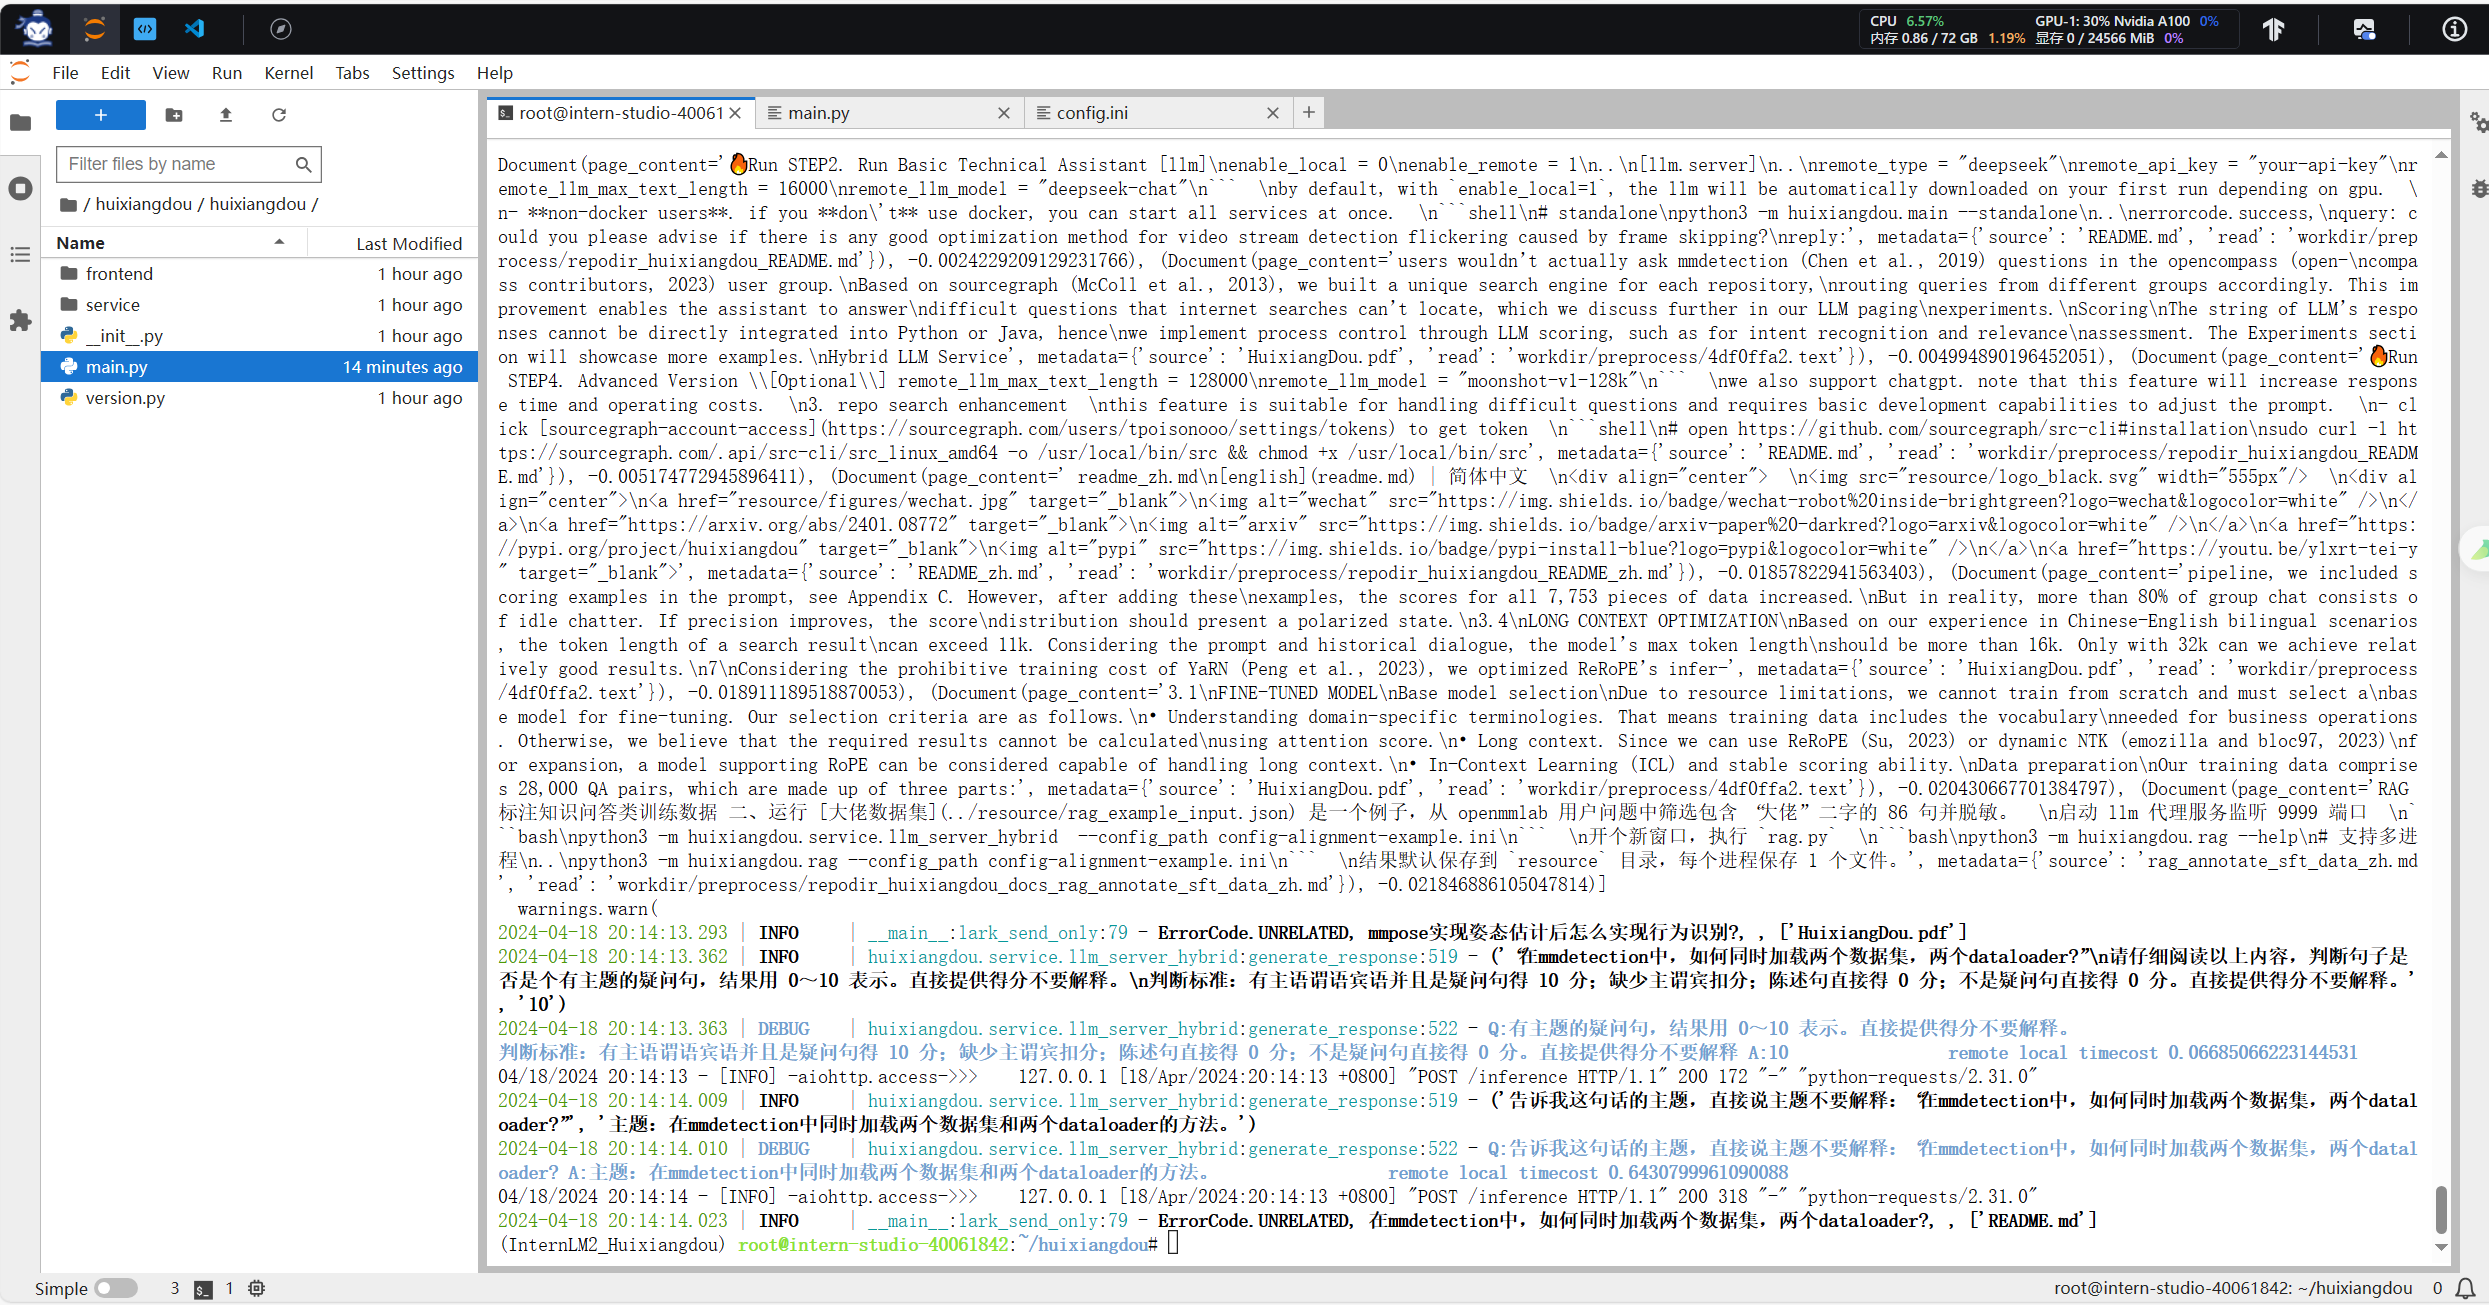 CPU 6.57% GPU-1: 30% Nvidia A100 0%
内存 0.86 / 72 GB 1.19% 显存 0 / 24566 MiB 0%
File Edit View Run Kernel Tabs Settings Help
root@intern-studio-40061 main.py config.ini
Filter files by name
/ huixiangdou / huixiangdou /
Name Last Modified
frontend 1 hour ago
service 1 hour ago
__init__.py 1 hour ago
main.py 14 minutes ago
version.py 1 hour ago
Document(page_content='🔥Run STEP2. Run Basic Technical Assistant [llm]\nenable_local = 0\nenable_remote = 1\n..\n[llm.server]\n..\nremote_type = "deepseek"\nremote_api_key = "your-api-key"\nr
emote_llm_max_text_length = 16000\nremote_llm_model = "deepseek-chat"\n```  \nby default, with `enable_local=1`, the llm will be automatically downloaded on your first run depending on gpu.  \
n- **non-docker users**. if you **don\'t** use docker, you can start all services at once.  \n```shell\n# standalone\npython3 -m huixiangdou.main --standalone\n..\nerrorcode.success,\nquery: c
ould you please advise if there is any good optimization method for video stream detection flickering caused by frame skipping?\nreply:', metadata={'source': 'README.md', 'read': 'workdir/prep
rocess/repodir_huixiangdou_README.md'}), -0.0024229209129231766), (Document(page_content='users wouldn't actually ask mmdetection (Chen et al., 2019) questions in the opencompass (open-\ncompa
ss contributors, 2023) user group.\nBased on sourcegraph (McColl et al., 2013), we built a unique search engine for each repository,\nrouting queries from different groups accordingly. This im
provement enables the assistant to answer\ndifficult questions that internet searches can't locate, which we discuss further in our LLM paging\nexperiments.\nScoring\nThe string of LLM's respo
nses cannot be directly integrated into Python or Java, hence\nwe implement process control through LLM scoring, such as for intent recognition and relevance\nassessment. The Experiments secti
on will showcase more examples.\nHybrid LLM Service', metadata={'source': 'HuixiangDou.pdf', 'read': 'workdir/preprocess/4df0ffa2.text'}), -0.004994890196452051), (Document(page_content='🔥Run
STEP4. Advanced Version \\[Optional\\] remote_llm_max_text_length = 128000\nremote_llm_model = "moonshot-v1-128k"\n```  \nwe also support chatgpt. note that this feature will increase respons
e time and operating costs.  \n3. repo search enhancement  \nthis feature is suitable for handling difficult questions and requires basic development capabilities to adjust the prompt.  \n- cl
ick [sourcegraph-account-access](https://sourcegraph.com/users/tpoisonooo/settings/tokens) to get token  \n```shell\n# open https://github.com/sourcegraph/src-cli#installation\nsudo curl -l ht
tps://sourcegraph.com/.api/src-cli/src_linux_amd64 -o /usr/local/bin/src && chmod +x /usr/local/bin/src', metadata={'source': 'README.md', 'read': 'workdir/preprocess/repodir_huixiangdou_READM
E.md'}), -0.005174772945896411), (Document(page_content=' readme_zh.md\n[english](readme.md) | 简体中文  \n<div align="center">  \n<img src="resource/logo_black.svg" width="555px"/>  \n<div al
ign="center">\n<a href="resource/figures/wechat.jpg" target="_blank">\n<img alt="wechat" src="https://img.shields.io/badge/wechat-robot%20inside-brightgreen?logo=wechat&logocolor=white" />\n</
a>\n<a href="https://arxiv.org/abs/2401.08772" target="_blank">\n<img alt="arxiv" src="https://img.shields.io/badge/arxiv-paper%20-darkred?logo=arxiv&logocolor=white" />\n</a>\n<a href="https:
//pypi.org/project/huixiangdou" target="_blank">\n<img alt="pypi" src="https://img.shields.io/badge/pypi-install-blue?logo=pypi&logocolor=white" />\n</a>\n<a href="https://youtu.be/ylxrt-tei-y
" target="_blank">', metadata={'source': 'README_zh.md', 'read': 'workdir/preprocess/repodir_huixiangdou_README_zh.md'}), -0.01857822941563403), (Document(page_content='pipeline, we included s
coring examples in the prompt, see Appendix C. However, after adding these\nexamples, the scores for all 7,753 pieces of data increased.\nBut in reality, more than 80% of group chat consists o
f idle chatter. If precision improves, the score\ndistribution should present a polarized state.\n3.4\nLONG CONTEXT OPTIMIZATION\nBased on our experience in Chinese-English bilingual scenarios
, the token length of a search result\ncan exceed 11k. Considering the prompt and historical dialogue, the model's max token length\nshould be more than 16k. Only with 32k can we achieve relat
ively good results.\n7\nConsidering the prohibitive training cost of YaRN (Peng et al., 2023), we optimized ReRoPE's infer-', metadata={'source': 'HuixiangDou.pdf', 'read': 'workdir/preprocess
/4df0ffa2.text'}), -0.018911189518870053), (Document(page_content='3.1\nFINE-TUNED MODEL\nBase model selection\nDue to resource limitations, we cannot train from scratch and must select a\nbas
e model for fine-tuning. Our selection criteria are as follows.\n• Understanding domain-specific terminologies. That means training data includes the vocabulary\nneeded for business operations
. Otherwise, we believe that the required results cannot be calculated\nusing attention score.\n• Long context. Since we can use ReRoPE (Su, 2023) or dynamic NTK (emozilla and bloc97, 2023)\nf
or expansion, a model supporting RoPE can be considered capable of handling long context.\n• In-Context Learning (ICL) and stable scoring ability.\nData preparation\nOur training data comprise
s 28,000 QA pairs, which are made up of three parts:', metadata={'source': 'HuixiangDou.pdf', 'read': 'workdir/preprocess/4df0ffa2.text'}), -0.020430667701384797), (Document(page_content='RAG
标注知识问答类训练数据 二、运行 [大佬数据集](../resource/rag_example_input.json) 是一个例子，从 openmmlab 用户问题中筛选包含 “大佬”二字的 86 句并脱敏。  \n启动 llm 代理服务监听 9999 端口  \n`
``bash\npython3 -m huixiangdou.service.llm_server_hybrid  --config_path config-alignment-example.ini\n```  \n开个新窗口，执行 `rag.py`  \n```bash\npython3 -m huixiangdou.rag --help\n# 支持多进
程\n..\npython3 -m huixiangdou.rag --config_path config-alignment-example.ini\n```  \n结果默认保存到 `resource` 目录，每个进程保存 1 个文件。', metadata={'source': 'rag_annotate_sft_data_zh.md
', 'read': 'workdir/preprocess/repodir_huixiangdou_docs_rag_annotate_sft_data_zh.md'}), -0.021846886105047814)]
warnings.warn(
2024-04-18 20:14:13.293 | INFO | __main__:lark_send_only:79 - ErrorCode.UNRELATED, mmpose实现姿态估计后怎么实现行为识别?, , ['HuixiangDou.pdf']
2024-04-18 20:14:13.362 | INFO | huixiangdou.service.llm_server_hybrid:generate_response:519 - ('“在mmdetection中，如何同时加载两个数据集，两个dataloader?”\n请仔细阅读以上内容，判断句子是
否是个有主题的疑问句，结果用 0～10 表示。直接提供得分不要解释。\n判断标准：有主语谓语宾语并且是疑问句得 10 分；缺少主谓宾扣分；陈述句直接得 0 分；不是疑问句直接得 0 分。直接提供得分不要解释。'
, '10')
2024-04-18 20:14:13.363 | DEBUG | huixiangdou.service.llm_server_hybrid:generate_response:522 - Q:有主题的疑问句，结果用 0～10 表示。直接提供得分不要解释。
判断标准：有主语谓语宾语并且是疑问句得 10 分；缺少主谓宾扣分；陈述句直接得 0 分；不是疑问句直接得 0 分。直接提供得分不要解释 A:10 remote local timecost 0.06685066223144531
04/18/2024 20:14:13 - [INFO] -aiohttp.access->>> 127.0.0.1 [18/Apr/2024:20:14:13 +0800] "POST /inference HTTP/1.1" 200 172 "-" "python-requests/2.31.0"
2024-04-18 20:14:14.009 | INFO | huixiangdou.service.llm_server_hybrid:generate_response:519 - ('告诉我这句话的主题，直接说主题不要解释：“在mmdetection中，如何同时加载两个数据集，两个datal
oader?”', '主题：在mmdetection中同时加载两个数据集和两个dataloader的方法。')
2024-04-18 20:14:14.010 | DEBUG | huixiangdou.service.llm_server_hybrid:generate_response:522 - Q:告诉我这句话的主题，直接说主题不要解释：“在mmdetection中，如何同时加载两个数据集，两个datal
oader? A:主题：在mmdetection中同时加载两个数据集和两个dataloader的方法。 remote local timecost 0.6430799961090088
04/18/2024 20:14:14 - [INFO] -aiohttp.access->>> 127.0.0.1 [18/Apr/2024:20:14:13 +0800] "POST /inference HTTP/1.1" 200 318 "-" "python-requests/2.31.0"
2024-04-18 20:14:14.023 | INFO | __main__:lark_send_only:79 - ErrorCode.UNRELATED, 在mmdetection中，如何同时加载两个数据集，两个dataloader?, , ['README.md']
(InternLM2_Huixiangdou) root@intern-studio-40061842:~/huixiangdou#
Simple 3 1 root@intern-studio-40061842: ~/huixiangdou 0